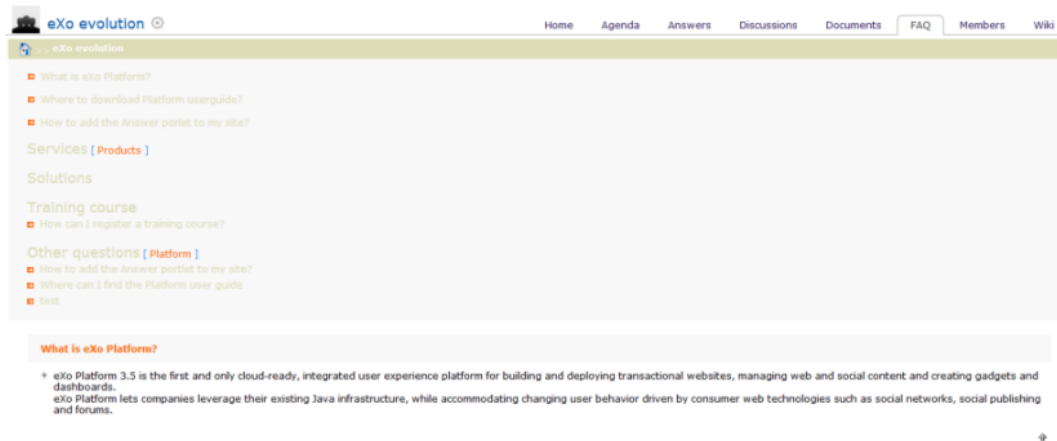 eXo evolution
Home Agenda Answers Discussions Documents FAQ Members Wiki
>> eXo evolution
What is eXo Platform?
Where to download Platform userguide?
How to add the Answer porlet to my site?
Services [ Products ]
Solutions
Training course
How can I register a training course?
Other questions [ Platform ]
How to add the Answer portlet to my site?
Where can I find the Platform user guide
test
What is eXo Platform?
eXo Platform 3.5 is the first and only cloud-ready, integrated user experience platform for building and deploying transactional websites, managing web and social content and creating gadgets and
dashboards.
eXo Platform lets companies leverage their existing Java infrastructure, while accommodating changing user behavior driven by consumer web technologies such as social networks, social publishing
and forums.